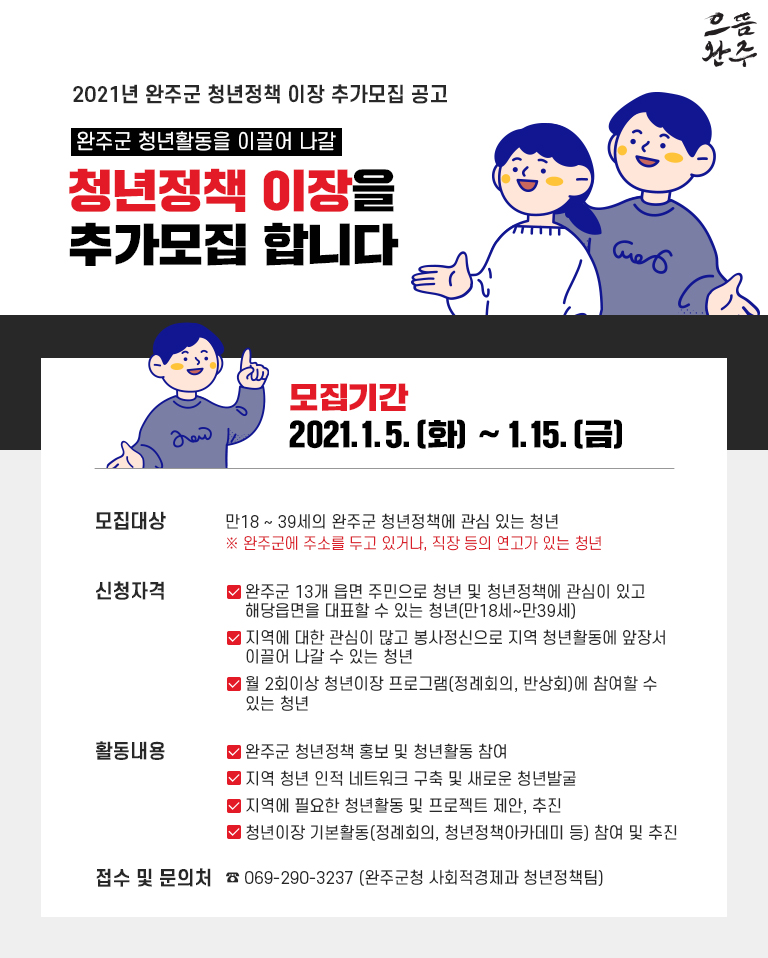 으뜸
완주
2021년 완주군 청년정책 이장 추가모집 공고
완주군 청년활동을 이끌어 나갈
청년정책 이장을
추가모집 합니다
모집기간
2021. 1. 5. (화) ~ 1. 15. (금)
모집대상
만18 ~ 39세의 완주군 청년정책에 관심 있는 청년
※ 완주군에 주소를 두고 있거나, 직장 등의 연고가 있는 청년
신청자격
완주군 13개 읍면 주민으로 청년 및 청년정책에 관심이 있고
해당읍면을 대표할 수 있는 청년(만18세~만39세)
지역에 대한 관심이 많고 봉사정신으로 지역 청년활동에 앞장서
이끌어 나갈 수 있는 청년
월 2회이상 청년이장 프로그램(정례회의, 반상회)에 참여할 수
있는 청년
활동내용
완주군 청년정책 홍보 및 청년활동 참여
지역 청년 인적 네트워크 구축 및 새로운 청년발굴
지역에 필요한 청년활동 및 프로젝트 제안, 추진
청년이장 기본활동(정례회의, 청년정책아카데미 등) 참여 및 추진
접수 및 문의처
☎ 069-290-3237 (완주군청 사회적경제과 청년정책팀)